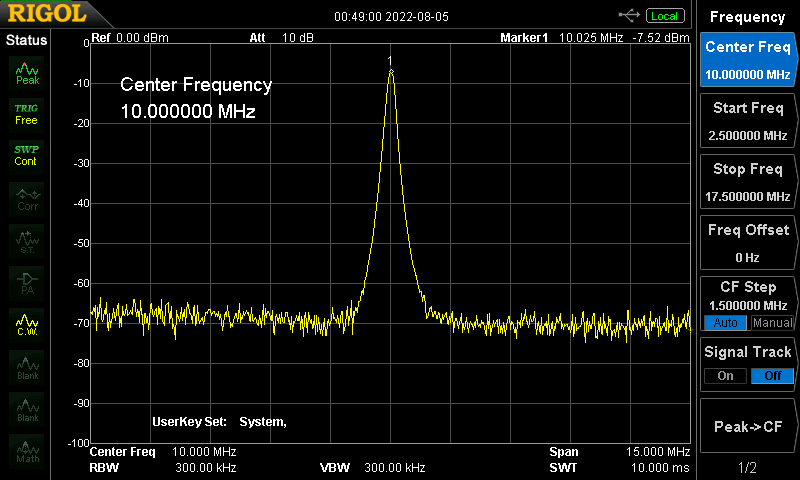 RIGOL
00:49:00 2022-08-05
Local
Status
Ref 0.00 dBm Att 10 dB Marker1 10.025 MHz -7.52 dBm
Peak
TRIG
Free
SWP
Cont
Corr
S.T.
PA
C.W.
Blank
Blank
Math
0
-10
-20
-30
-40
-50
-60
-70
-80
-90
-100
1
Center Frequency
10.000000 MHz
UserKey Set: System,
Center Freq 10.000 MHz Span 15.000 MHz
RBW 300.00 kHz VBW 300.00 kHz SWT 10.000 ms
Frequency
Center Freq
10.000000 MHz
Start Freq
2.500000 MHz
Stop Freq
17.500000 MHz
Freq Offset
0 Hz
CF Step
1.500000 MHz
Auto Manual
Signal Track
On Off
Peak->CF
1/2